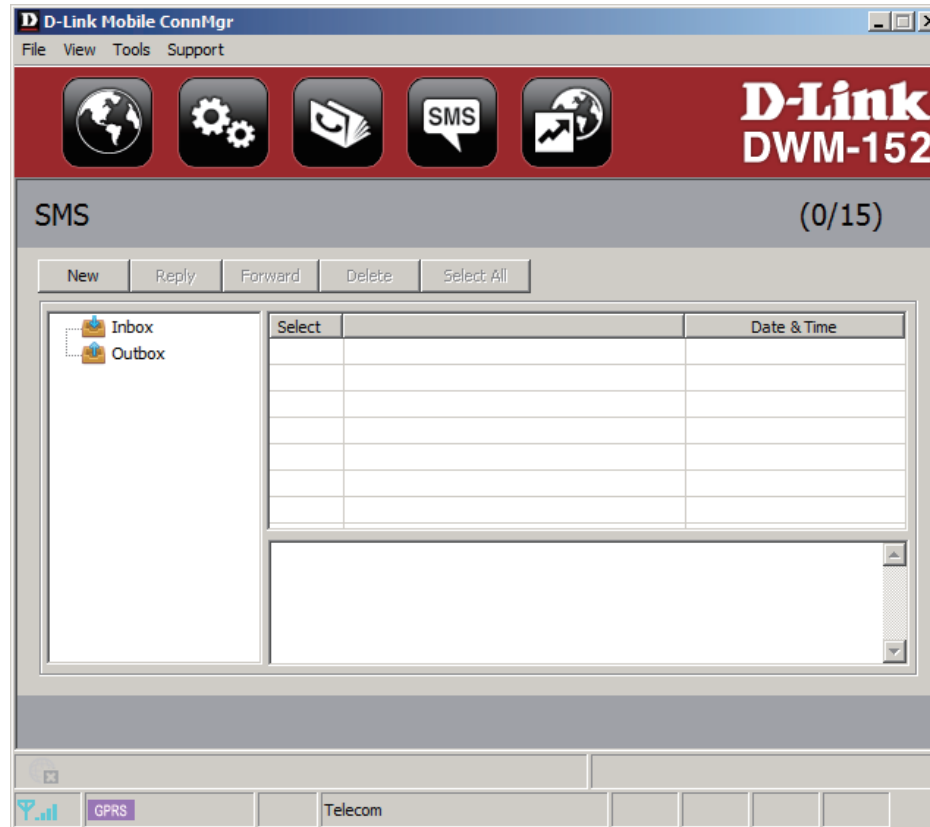 D D-Link Mobile ConnMgr
File View Tools Support
SMS
D-Link
DWM-152
SMS (0/15)
New Reply Forward Delete Select All
Inbox
Outbox
Select Date & Time
GPRS Telecom